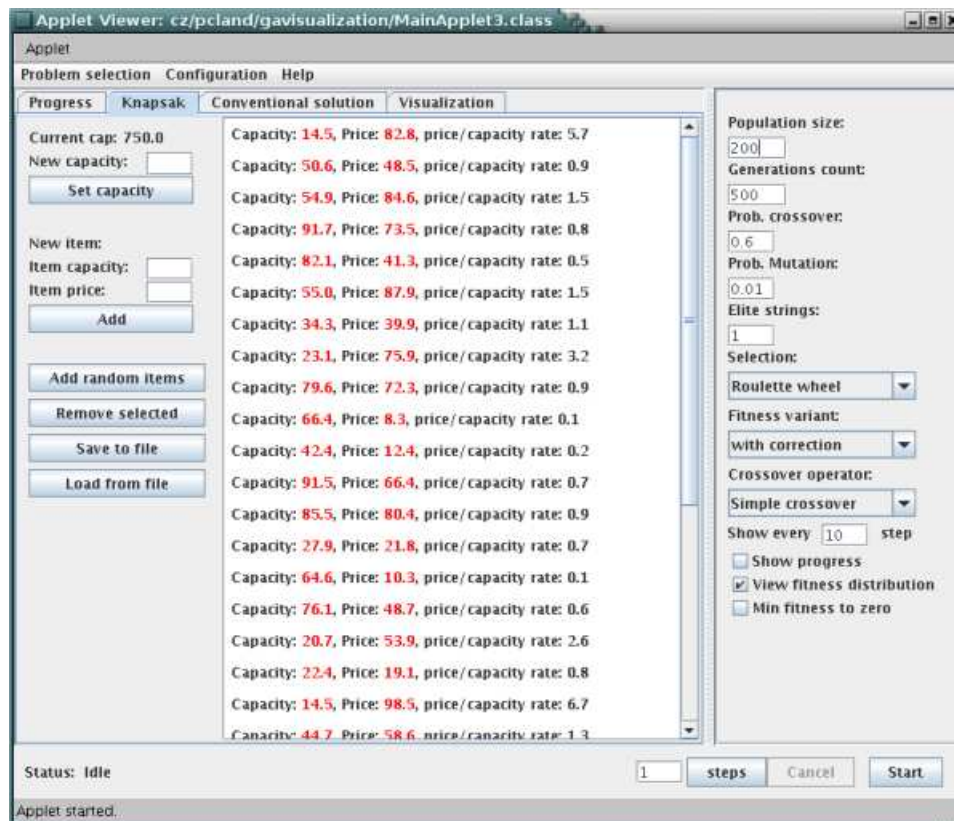 Applet Viewer: cz/pcland/gavisualization/MainApplet3.class
Applet
Problem selection Configuration Help
Progress Knapsak Conventional solution Visualization
Current cap: 750.0
New capacity:
Set capacity
New item:
Item capacity:
Item price:
Add
Add random items
Remove selected
Save to file
Load from file
Capacity: 14.5, Price: 82.8, price/capacity rate: 5.7
Capacity: 50.6, Price: 48.5, price/capacity rate: 0.9
Capacity: 54.9, Price: 84.6, price/capacity rate: 1.5
Capacity: 91.7, Price: 73.5, price/capacity rate: 0.8
Capacity: 82.1, Price: 41.3, price/capacity rate: 0.5
Capacity: 55.0, Price: 87.9, price/capacity rate: 1.5
Capacity: 34.3, Price: 39.9, price/capacity rate: 1.1
Capacity: 23.1, Price: 75.9, price/capacity rate: 3.2
Capacity: 79.6, Price: 72.3, price/capacity rate: 0.9
Capacity: 66.4, Price: 8.3, price/capacity rate: 0.1
Capacity: 42.4, Price: 12.4, price/capacity rate: 0.2
Capacity: 91.5, Price: 66.4, price/capacity rate: 0.7
Capacity: 85.5, Price: 80.4, price/capacity rate: 0.9
Capacity: 27.9, Price: 21.8, price/capacity rate: 0.7
Capacity: 64.6, Price: 10.3, price/capacity rate: 0.1
Capacity: 76.1, Price: 48.7, price/capacity rate: 0.6
Capacity: 20.7, Price: 53.9, price/capacity rate: 2.6
Capacity: 22.4, Price: 19.1, price/capacity rate: 0.8
Capacity: 14.5, Price: 98.5, price/capacity rate: 6.7
Capacity: 44.7, Price: 58.6, price/capacity rate: 1.3
Population size:
200
Generations count:
500
Prob. crossover:
0.6
Prob. Mutation:
0.01
Elite strings:
1
Selection:
Roulette wheel
Fitness variant:
with correction
Crossover operator:
Simple crossover
Show every 10 step
Show progress
View fitness distribution
Min fitness to zero
Status: Idle
1 steps Cancel Start
Applet started.